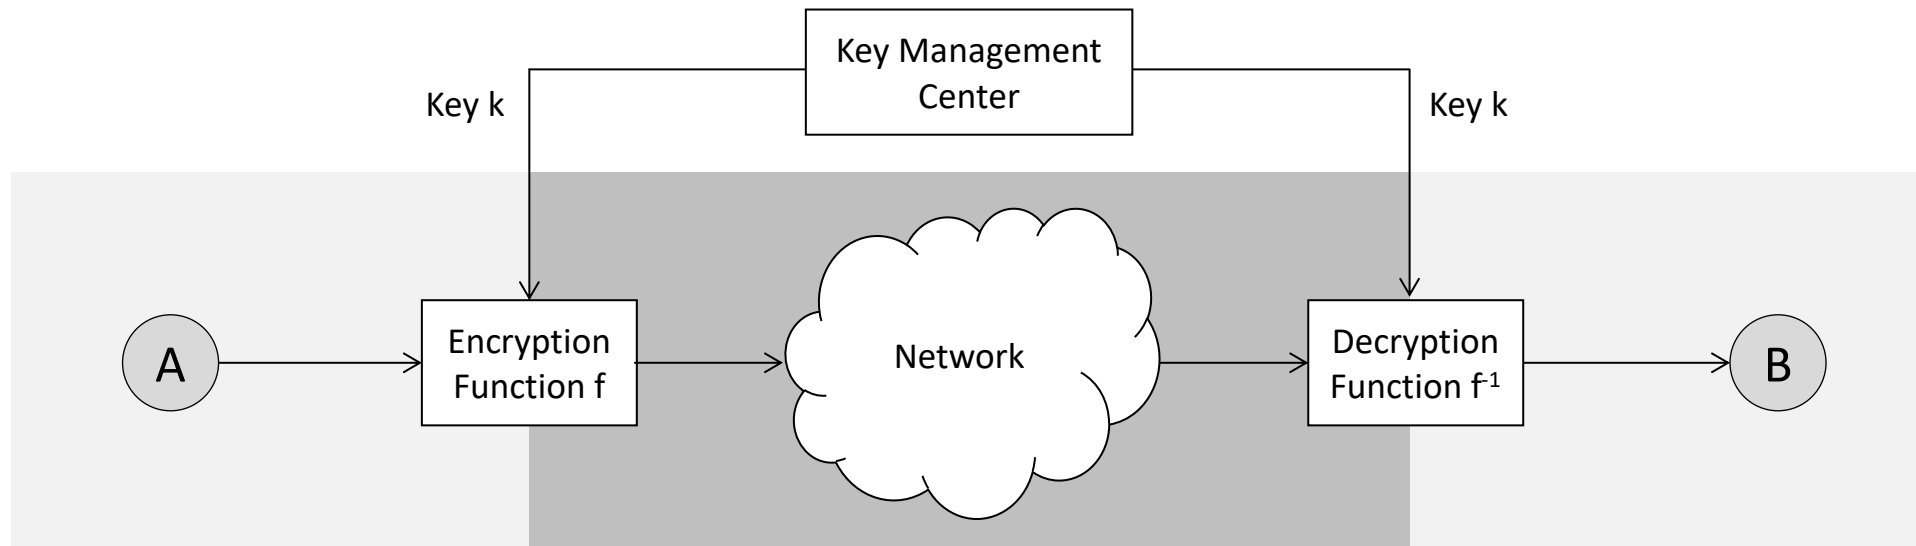 Key Management
Center
Key k
Key k
A
Encryption
Function f
Network
Decryption
Function f⁻¹
B